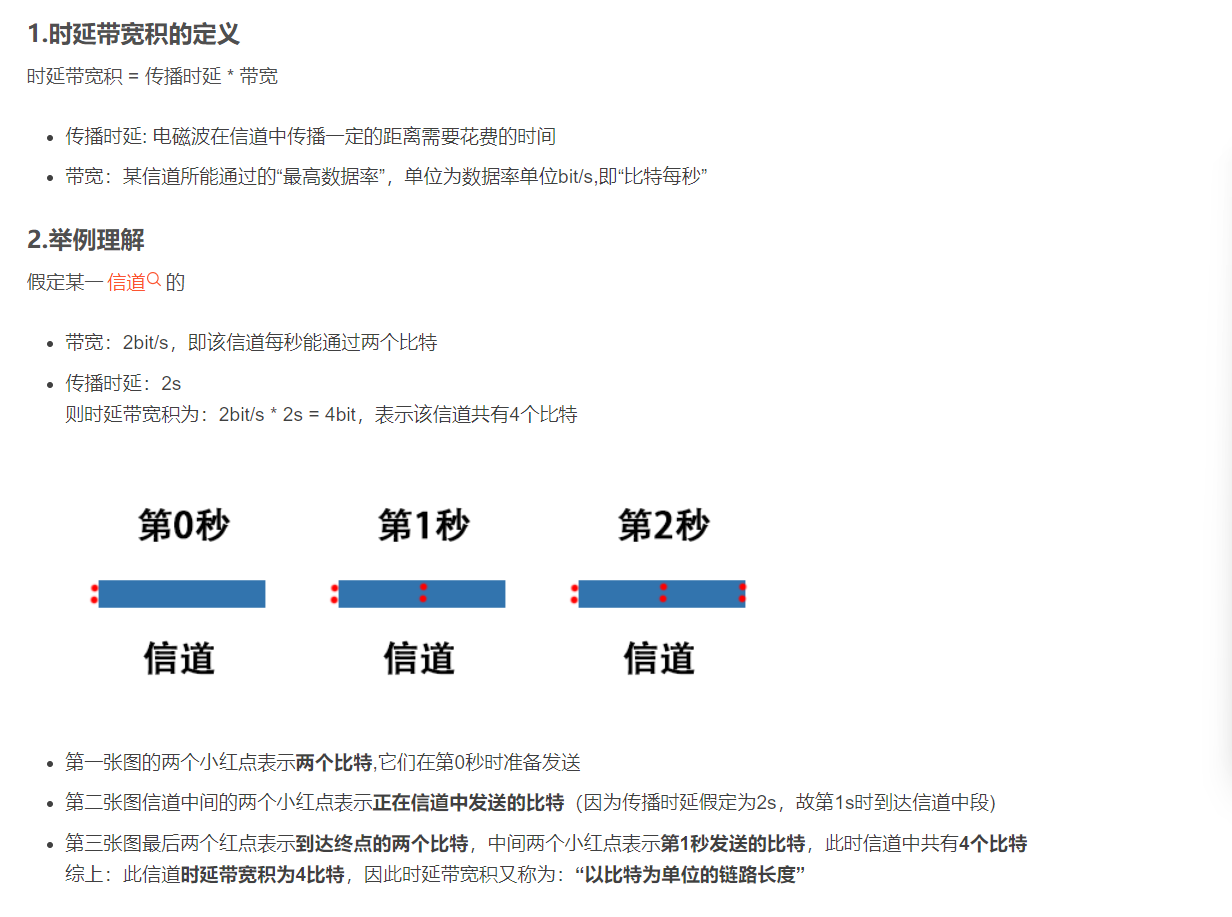 1.时延带宽积的定义
时延带宽积 = 传播时延 * 带宽
传播时延: 电磁波在信道中传播一定的距离需要花费的时间
带宽：某信道所能通过的“最高数据率”，单位为数据率单位bit/s,即“比特每秒”
2.举例理解
假定某一 信道 的
带宽：2bit/s，即该信道每秒能通过两个比特
传播时延：2s
则时延带宽积为：2bit/s * 2s = 4bit，表示该信道共有4个比特
第0秒 第1秒 第2秒
信道 信道 信道
第一张图的两个小红点表示两个比特,它们在第0秒时准备发送
第二张图信道中间的两个小红点表示正在信道中发送的比特（因为传播时延假定为2s，故第1s时到达信道中段)
第三张图最后两个红点表示到达终点的两个比特，中间两个小红点表示第1秒发送的比特，此时信道中共有4个比特
综上：此信道时延带宽积为4比特，因此时延带宽积又称为：“以比特为单位的链路长度”